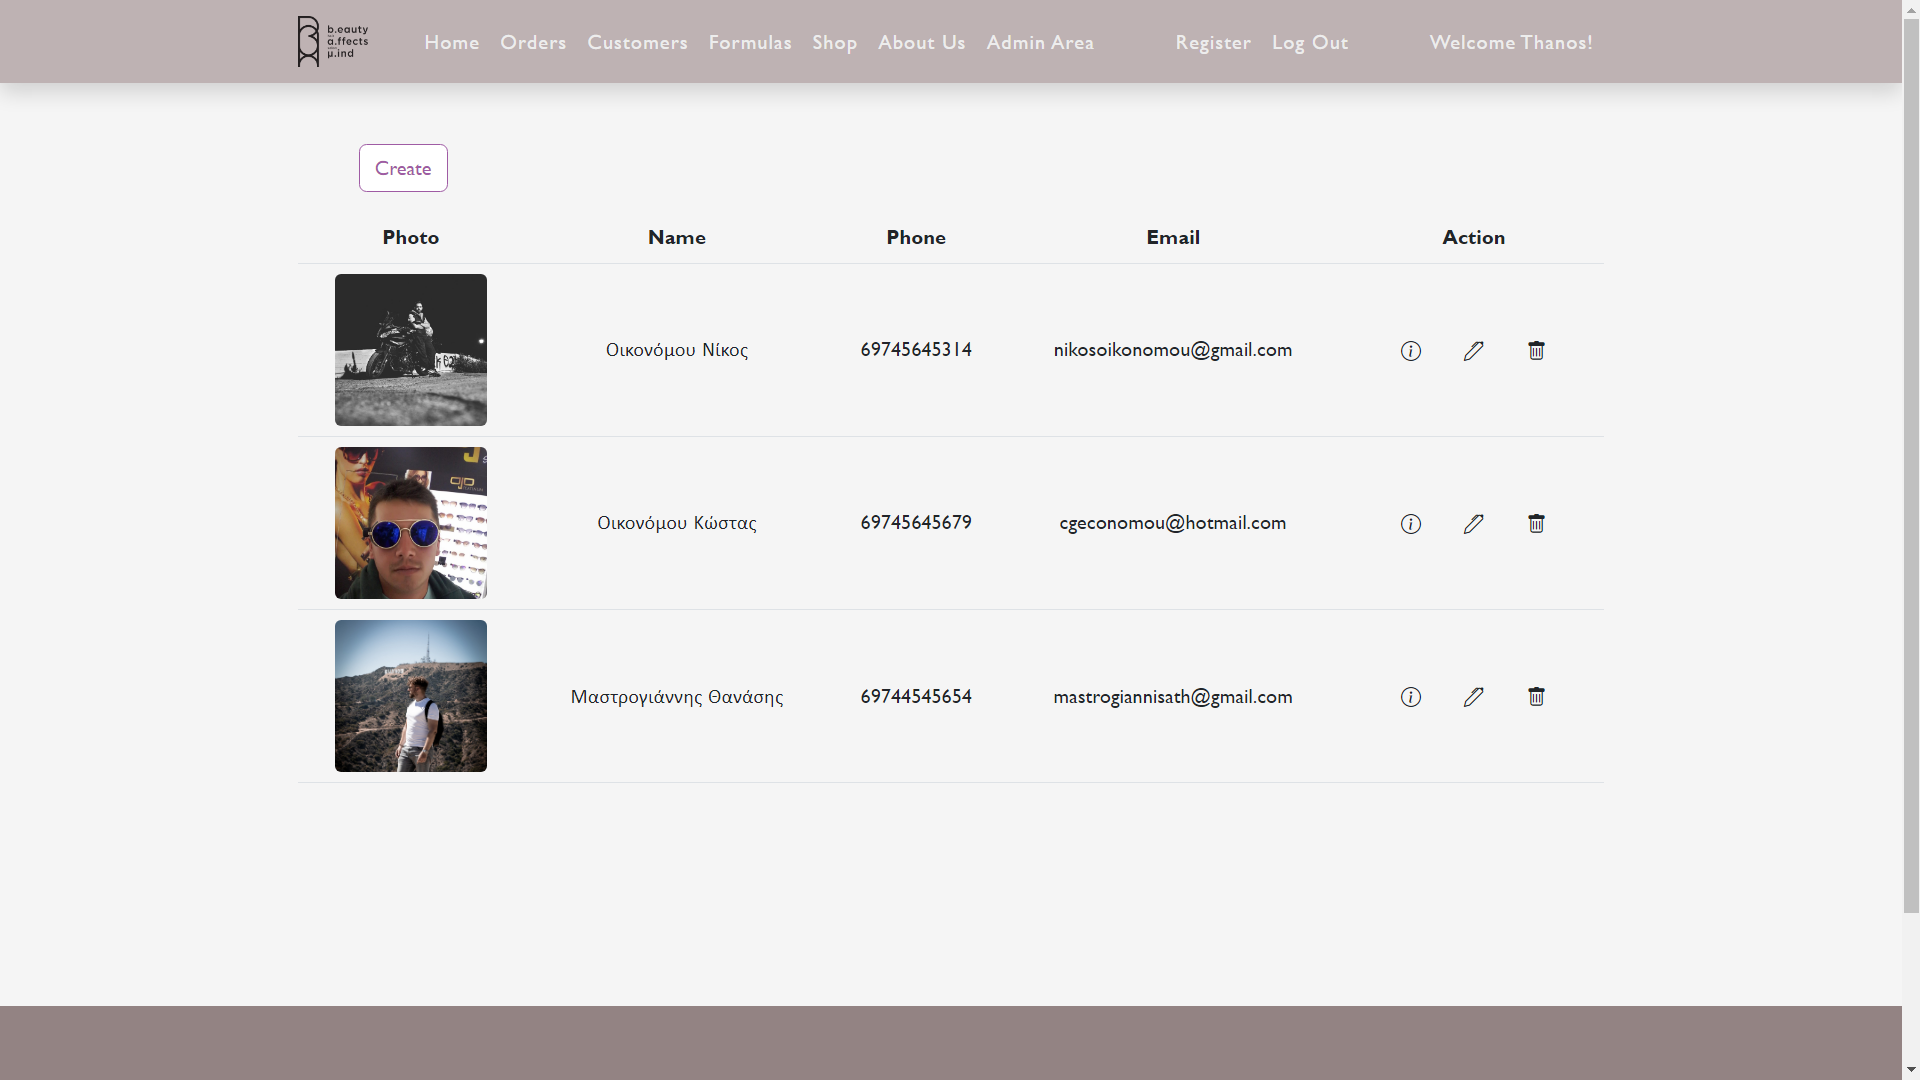 b.eauty
a.ffects
μ.ind
Home Orders Customers Formulas Shop About Us Admin Area Register Log Out Welcome Thanos!
Create
Photo Name Phone Email Action
Οικονόμου Νίκος 69745645314 nikosoikonomou@gmail.com
Οικονόμου Κώστας 69745645679 cgeconomou@hotmail.com
Μαστρογιάννης Θανάσης 69744545654 mastrogiannisath@gmail.com